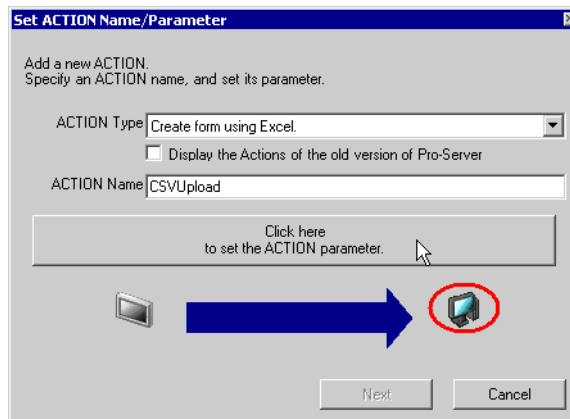 Set ACTION Name/Parameter
Add a new ACTION.
Specify an ACTION name, and set its parameter.
ACTION Type Create form using Excel.
Display the Actions of the old version of Pro-Server
ACTION Name CSVUpload
Click here
to set the ACTION parameter.
Next Cancel